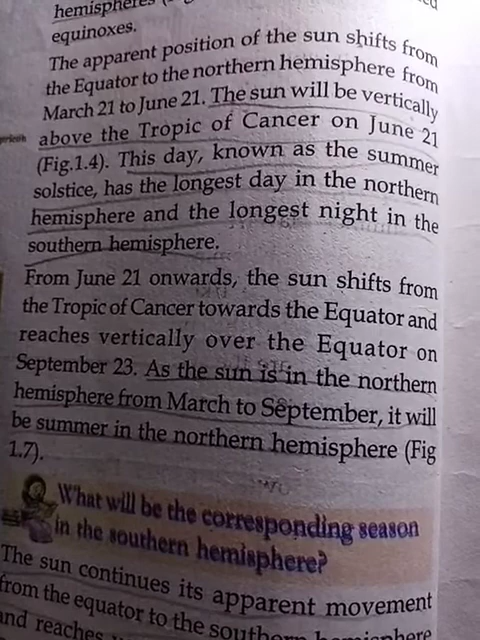 hemispheres
equinoxes.
The apparent position of the sun shifts from
the Equator to the northern hemisphere from
March 21 to June 21. The sun will be vertically
above the Tropic of Cancer on June 21
(Fig.1.4). This day, known as the summer
solstice, has the longest day in the northern
hemisphere and the longest night in the
southern hemisphere.
From June 21 onwards, the sun shifts from
the Tropic of Cancer towards the Equator and
reaches vertically over the Equator on
September 23. As the sun is in the northern
hemisphere from March to September, it will
be summer in the northern hemisphere (Fig
1.7).
What will be the corresponding season
in the southern hemisphere?
The sun continues its apparent movement
from the equator to the southern hemisphere
and reaches